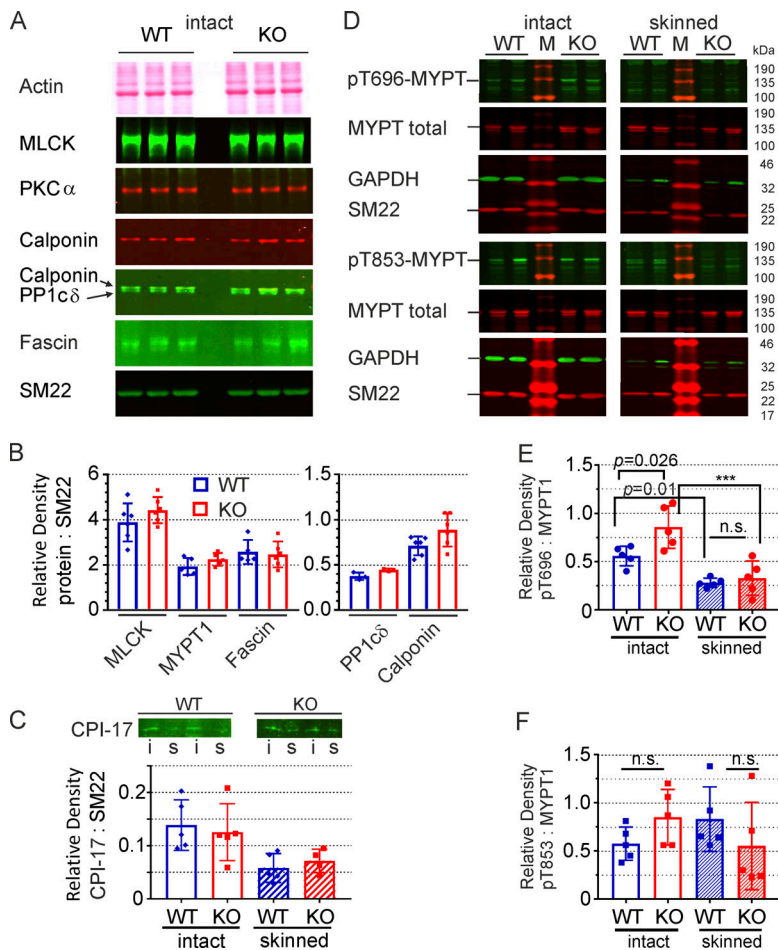 A
intact
WT KO
Actin
MLCK
PKCα
Calponin
Calponin
PP1cδ
Fascin
SM22
B
Relative Density
protein : SM22
6
4
2
0
WT
KO
1.5
1.0
0.5
0.0
MLCK
MYPT1
Fascin
PP1cδ
Calponin
C
WT KO
CPI-17
i s i s i s i s
Relative Density
CPI-17 : SM22
0.2
0.1
0
WT KO WT KO
intact skinned
D
intact skinned
WT M KO WT M KO kDa
pT696-MYPT
190
135
100
MYPT total
190
135
100
GAPDH
SM22
46
32
25
22
pT853-MYPT
190
135
100
MYPT total
190
135
100
GAPDH
SM22
46
32
25
22
17
E
Relative Density
pT696 : MYPT1
1.5
1.0
0.5
0.0
p=0.026
p=0.01
***
n.s.
WT KO WT KO
intact skinned
F
Relative Density
pT853 : MYPT1
1.5
1.0
0.5
0.0
n.s. n.s.
WT KO WT KO
intact skinned